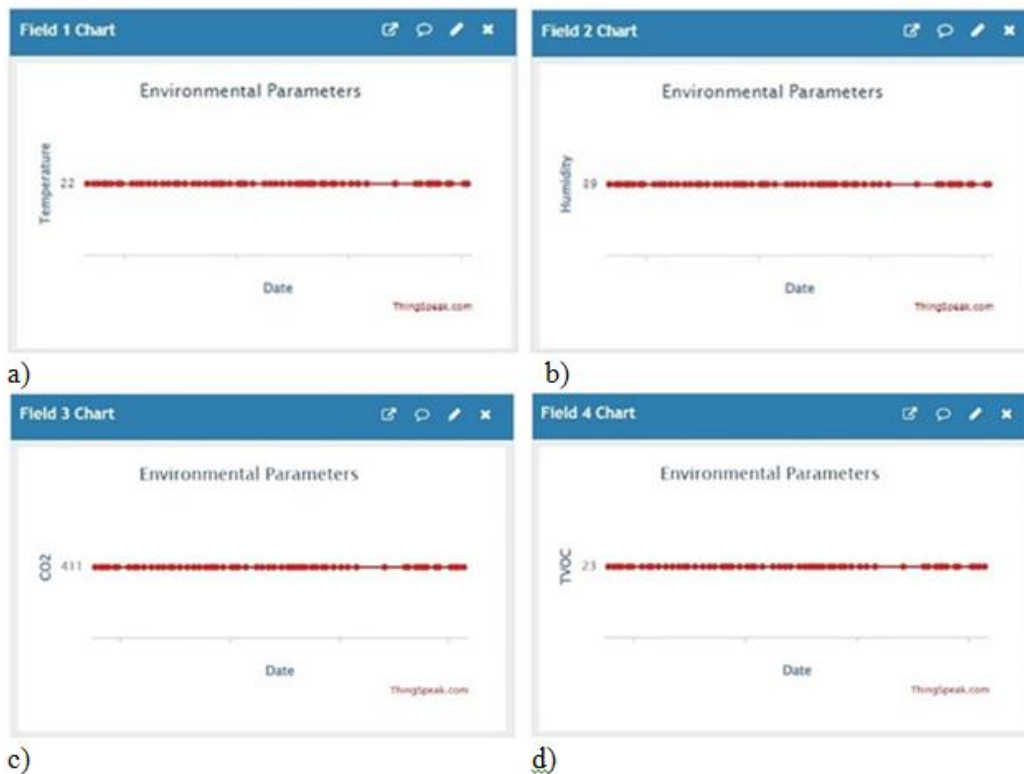 Field 1 Chart
Environmental Parameters
Temperature
22
Date
ThingSpeak.com
a)
Field 2 Chart
Environmental Parameters
Humidity
Date
ThingSpeak.com
b)
Field 3 Chart
Environmental Parameters
CO2
411
Date
ThingSpeak.com
c)
Field 4 Chart
Environmental Parameters
TVOC
23
Date
ThingSpeak.com
d)